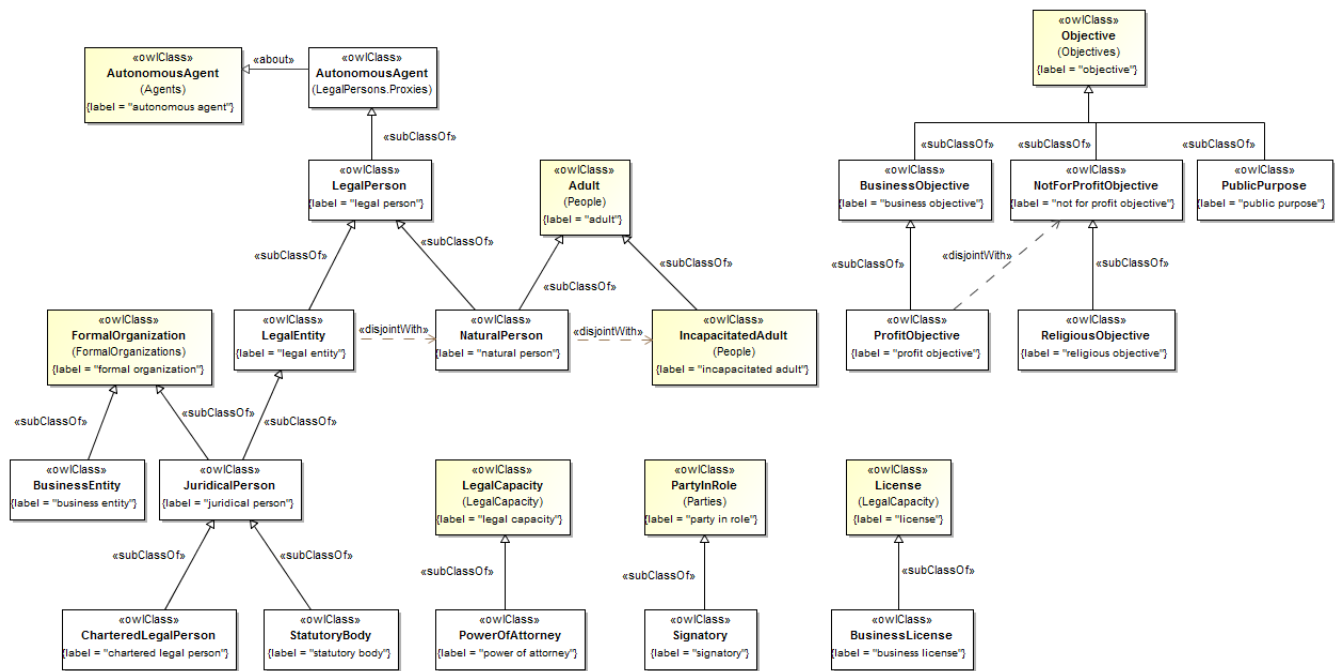 «owlClass»
AutonomousAgent
(Agents)
{label = "autonomous agent"}
«about»
«owlClass»
AutonomousAgent
(LegalPersons.Proxies)
«owlClass»
Objective
(Objectives)
{label = "objective"}
«subClassOf»
«subClassOf»
«subClassOf»
«subClassOf»
«owlClass»
LegalPerson
{label = "legal person"}
«owlClass»
Adult
(People)
{label = "adult"}
«owlClass»
BusinessObjective
{label = "business objective"}
«owlClass»
NotForProfitObjective
{label = "not for profit objective"}
«owlClass»
PublicPurpose
{label = "public purpose"}
«subClassOf»
«subClassOf»
«subClassOf»
«subClassOf»
«subClassOf»
«disjointWith»
«subClassOf»
«owlClass»
FormalOrganization
(FormalOrganizations)
{label = "formal organization"}
«owlClass»
LegalEntity
{label = "legal entity"}
«disjointWith»
«owlClass»
NaturalPerson
{label = "natural person"}
«disjointWith»
«owlClass»
IncapacitatedAdult
(People)
{label = "incapacitated adult"}
«owlClass»
ProfitObjective
{label = "profit objective"}
«owlClass»
ReligiousObjective
{label = "religious objective"}
«subClassOf»
«subClassOf»
«subClassOf»
«owlClass»
BusinessEntity
{label = "business entity"}
«owlClass»
JuridicalPerson
{label = "juridical person"}
«owlClass»
LegalCapacity
(LegalCapacity)
{label = "legal capacity"}
«owlClass»
PartyInRole
(Parties)
{label = "party in role"}
«owlClass»
License
(LegalCapacity)
{label = "license"}
«subClassOf»
«subClassOf»
«subClassOf»
«subClassOf»
«subClassOf»
«owlClass»
CharteredLegalPerson
{label = "chartered legal person"}
«owlClass»
StatutoryBody
{label = "statutory body"}
«owlClass»
PowerOfAttorney
{label = "power of attorney"}
«owlClass»
Signatory
{label = "signatory"}
«owlClass»
BusinessLicense
{label = "business license"}